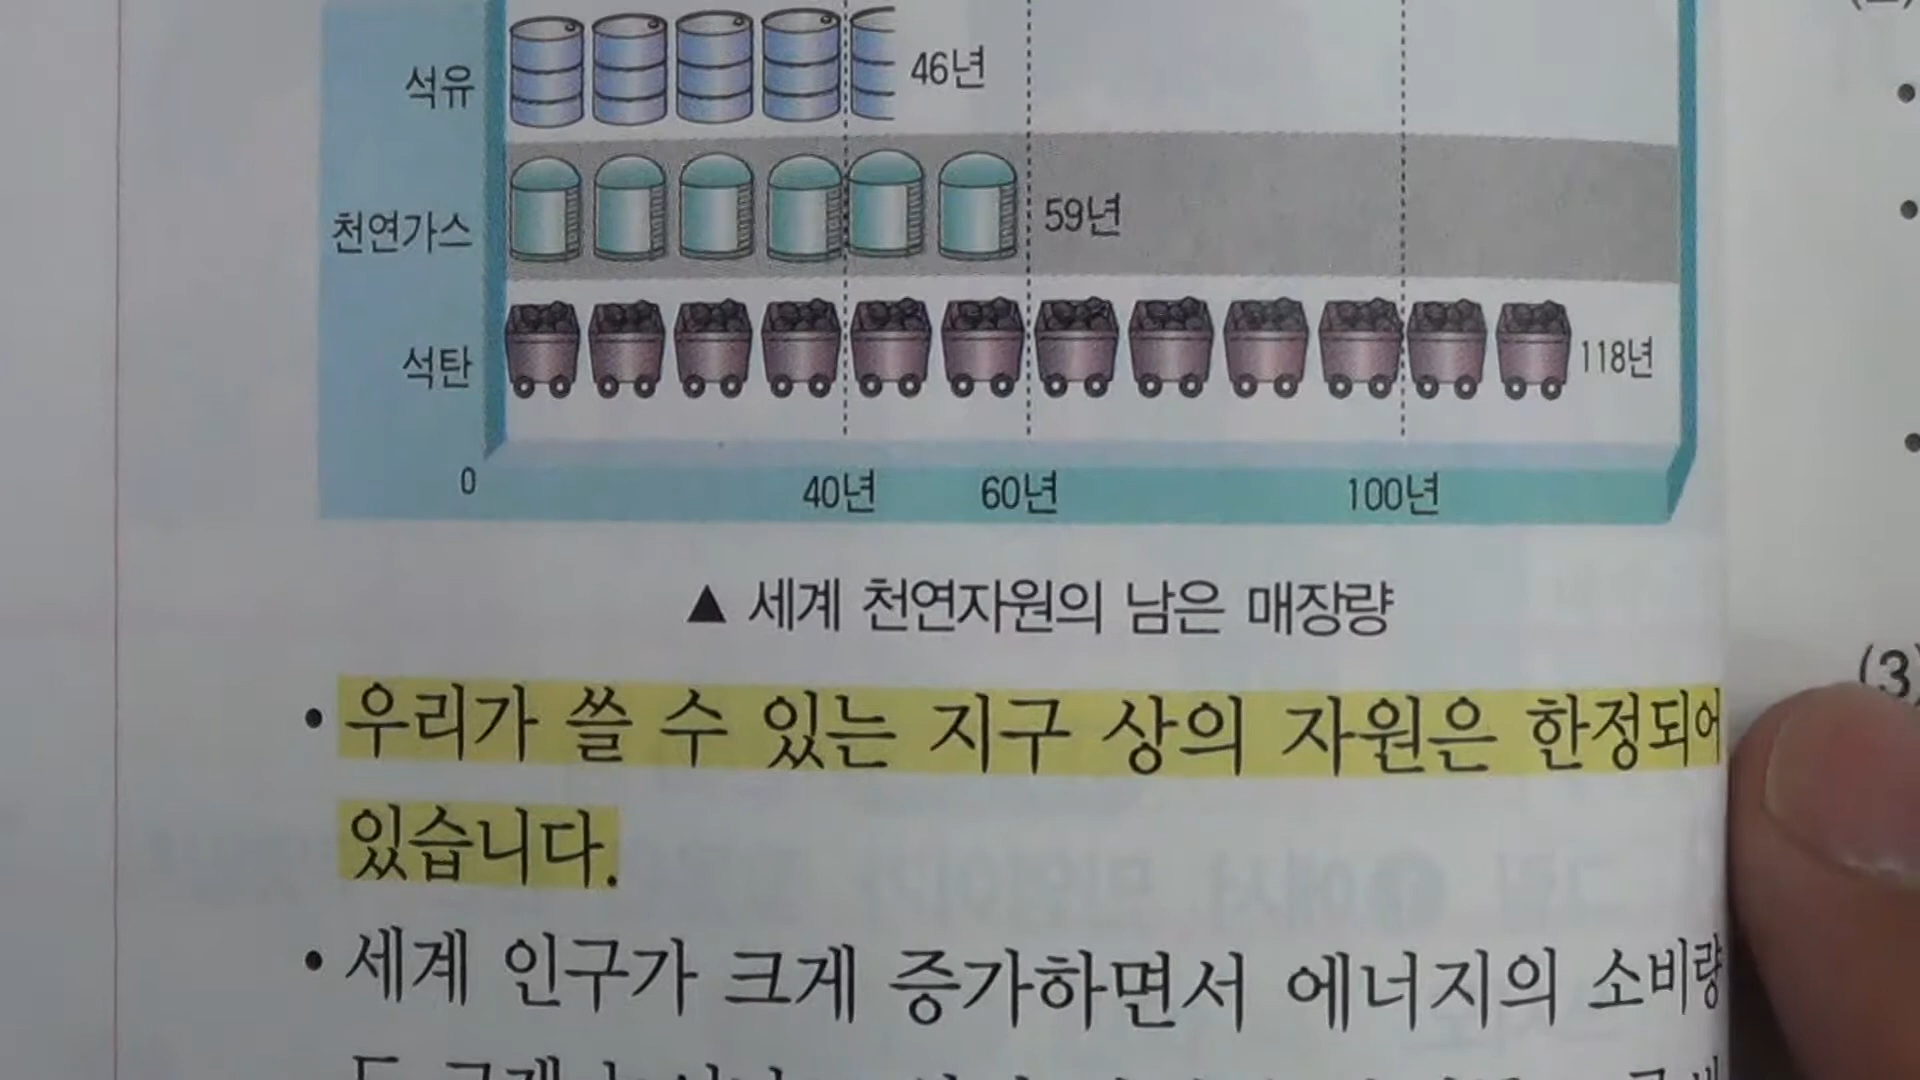 석유 46년
천연가스 59년
석탄 118년
0 40년 60년 100년
▲ 세계 천연자원의 남은 매장량
• 우리가 쓸 수 있는 지구 상의 자원은 한정되어
있습니다.
• 세계 인구가 크게 증가하면서 에너지의 소비량
(3)